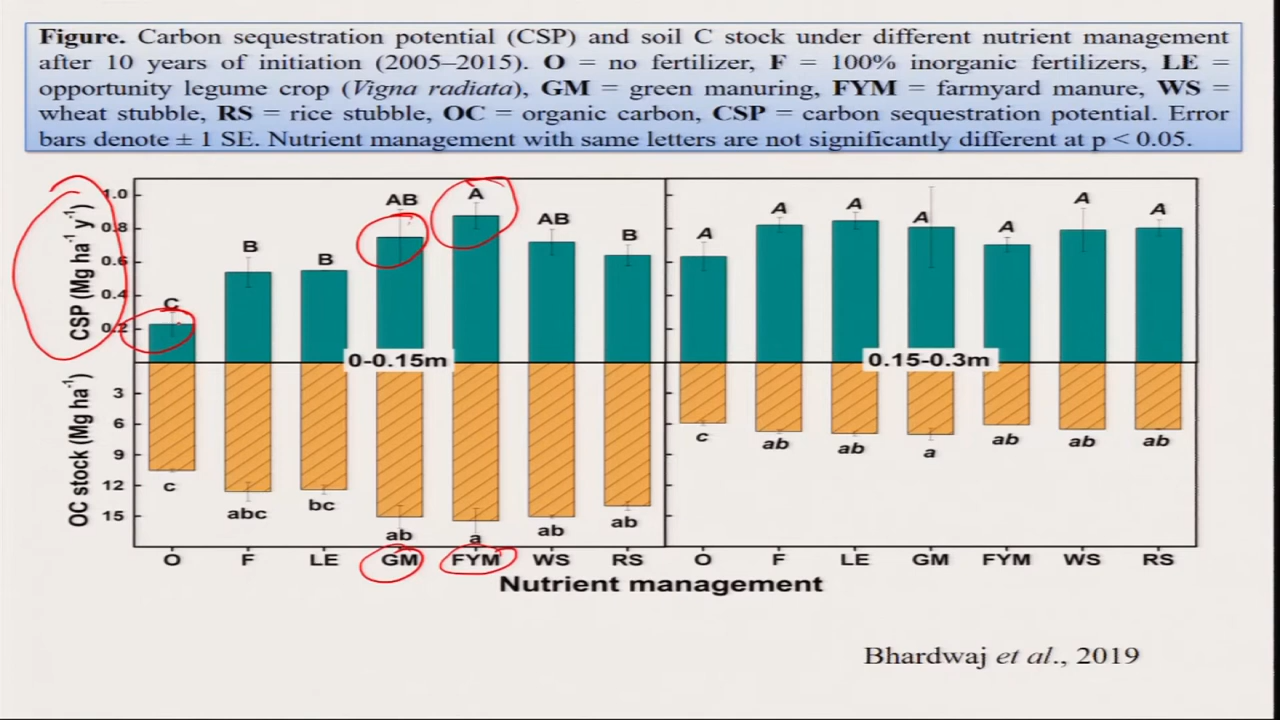 Figure. Carbon sequestration potential (CSP) and soil C stock under different nutrient management
after 10 years of initiation (2005–2015). O = no fertilizer, F = 100% inorganic fertilizers, LE =
opportunity legume crop (Vigna radiata), GM = green manuring, FYM = farmyard manure, WS =
wheat stubble, RS = rice stubble, OC = organic carbon, CSP = carbon sequestration potential. Error
bars denote ± 1 SE. Nutrient management with same letters are not significantly different at p < 0.05.
CSP (Mg ha⁻¹ y⁻¹)
1.0
0.8
0.6
0.4
0.2
C B B AB A AB B
A A A A A A A
0-0.15m 0.15-0.3m
OC stock (Mg ha⁻¹)
3
6
9
12
15
c abc bc ab a ab ab
c ab ab a ab ab ab
O F LE GM FYM WS RS O F LE GM FYM WS RS
Nutrient management
Bhardwaj et al., 2019